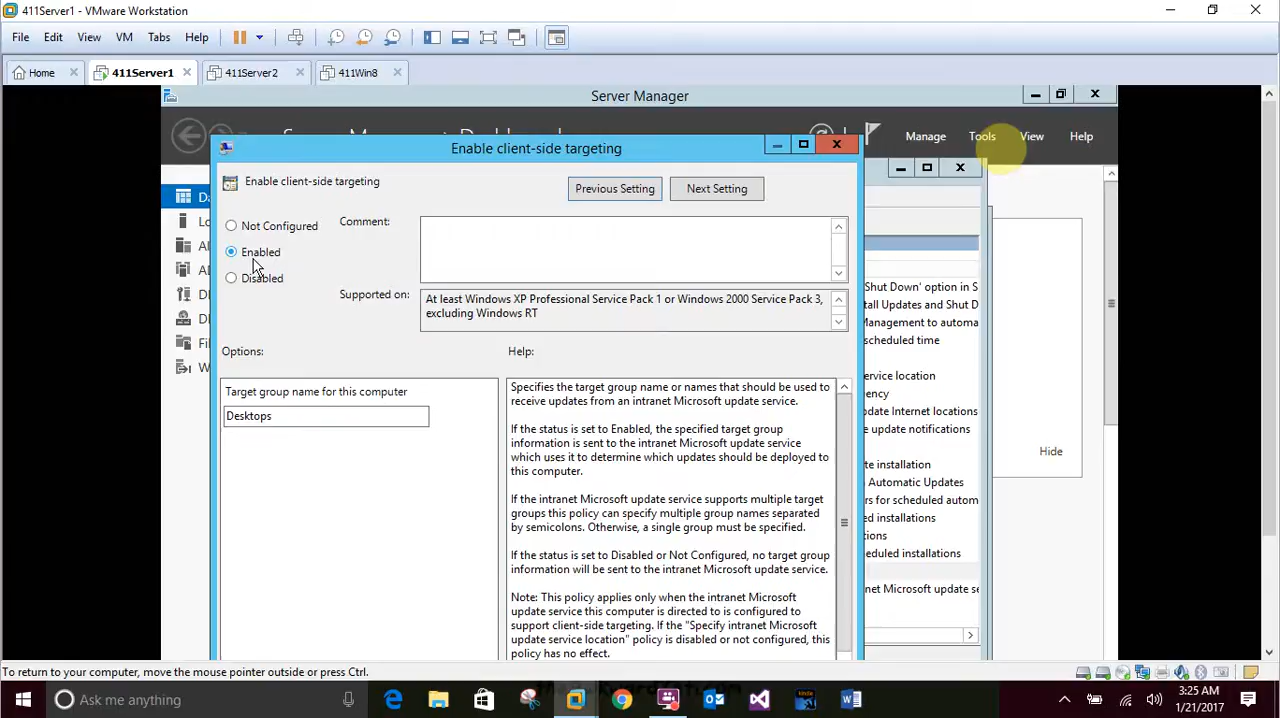 411Server1 - VMware Workstation
File Edit View VM Tabs Help
Home 411Server1 411Server2 411Win8
Server Manager
Manage Tools View Help
Enable client-side targeting
Enable client-side targeting
Previous Setting Next Setting
Not Configured
Enabled
Disabled
Comment:
Supported on:
At least Windows XP Professional Service Pack 1 or Windows 2000 Service Pack 3,
excluding Windows RT
Options:
Help:
Target group name for this computer
Desktops
Specifies the target group name or names that should be used to
receive updates from an intranet Microsoft update service.
If the status is set to Enabled, the specified target group
information is sent to the intranet Microsoft update service
which uses it to determine which updates should be deployed to
this computer.
If the intranet Microsoft update service supports multiple target
groups this policy can specify multiple group names separated
by semicolons. Otherwise, a single group must be specified.
If the status is set to Disabled or Not Configured, no target group
information will be sent to the intranet Microsoft update service.
Note: This policy applies only when the intranet Microsoft
update service this computer is directed to is configured to
support client-side targeting. If the "Specify intranet Microsoft
update service location" policy is disabled or not configured, this
policy has no effect.
Shut Down' option in S
tall Updates and Shut D
Management to automa
scheduled time
ervice location
ency
pdate Internet locations
e update notifications
te installation
Automatic Updates
rs for scheduled autom
ed installations
tions
eduled installations
net Microsoft update se
Hide
To return to your computer, move the mouse pointer outside or press Ctrl.
Ask me anything
3:25 AM
1/21/2017